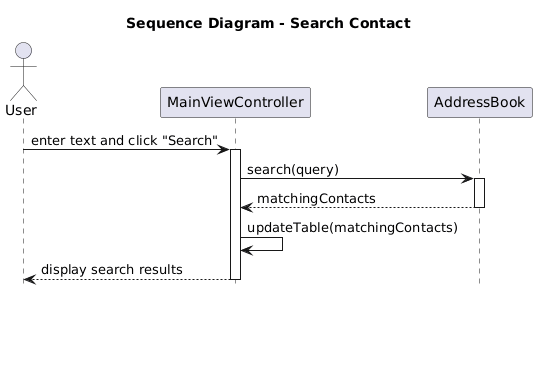 Sequence Diagram - Search Contact
User
MainViewController
AddressBook
enter text and click "Search"
search(query)
matchingContacts
updateTable(matchingContacts)
display search results